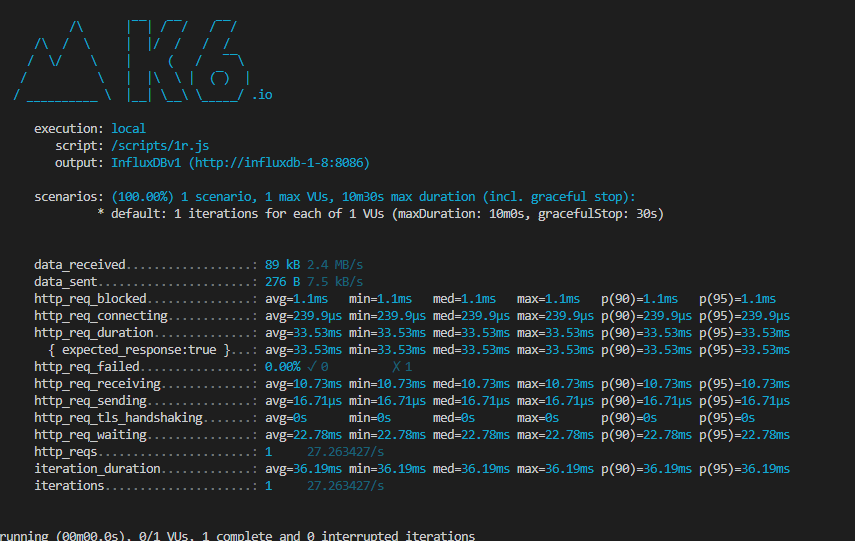 K6
.io
execution: local
script: /scripts/1r.js
output: InfluxDBv1 (http://influxdb-1-8:8086)
scenarios: (100.00%) 1 scenario, 1 max VUs, 10m30s max duration (incl. graceful stop):
* default: 1 iterations for each of 1 VUs (maxDuration: 10m0s, gracefulStop: 30s)
data_received..................: 89 kB 2.4 MB/s
data_sent......................: 276 B 7.5 kB/s
http_req_blocked...............: avg=1.1ms min=1.1ms med=1.1ms max=1.1ms p(90)=1.1ms p(95)=1.1ms
http_req_connecting............: avg=239.9µs min=239.9µs med=239.9µs max=239.9µs p(90)=239.9µs p(95)=239.9µs
http_req_duration..............: avg=33.53ms min=33.53ms med=33.53ms max=33.53ms p(90)=33.53ms p(95)=33.53ms
{ expected_response:true }...: avg=33.53ms min=33.53ms med=33.53ms max=33.53ms p(90)=33.53ms p(95)=33.53ms
http_req_failed................: 0.00% ✓ 0 ✗ 1
http_req_receiving.............: avg=10.73ms min=10.73ms med=10.73ms max=10.73ms p(90)=10.73ms p(95)=10.73ms
http_req_sending...............: avg=16.71µs min=16.71µs med=16.71µs max=16.71µs p(90)=16.71µs p(95)=16.71µs
http_req_tls_handshaking.......: avg=0s min=0s med=0s max=0s p(90)=0s p(95)=0s
http_req_waiting...............: avg=22.78ms min=22.78ms med=22.78ms max=22.78ms p(90)=22.78ms p(95)=22.78ms
http_reqs......................: 1 27.263427/s
iteration_duration.............: avg=36.19ms min=36.19ms med=36.19ms max=36.19ms p(90)=36.19ms p(95)=36.19ms
iterations.....................: 1 27.263427/s
running (00m00.0s), 0/1 VUs, 1 complete and 0 interrupted iterations